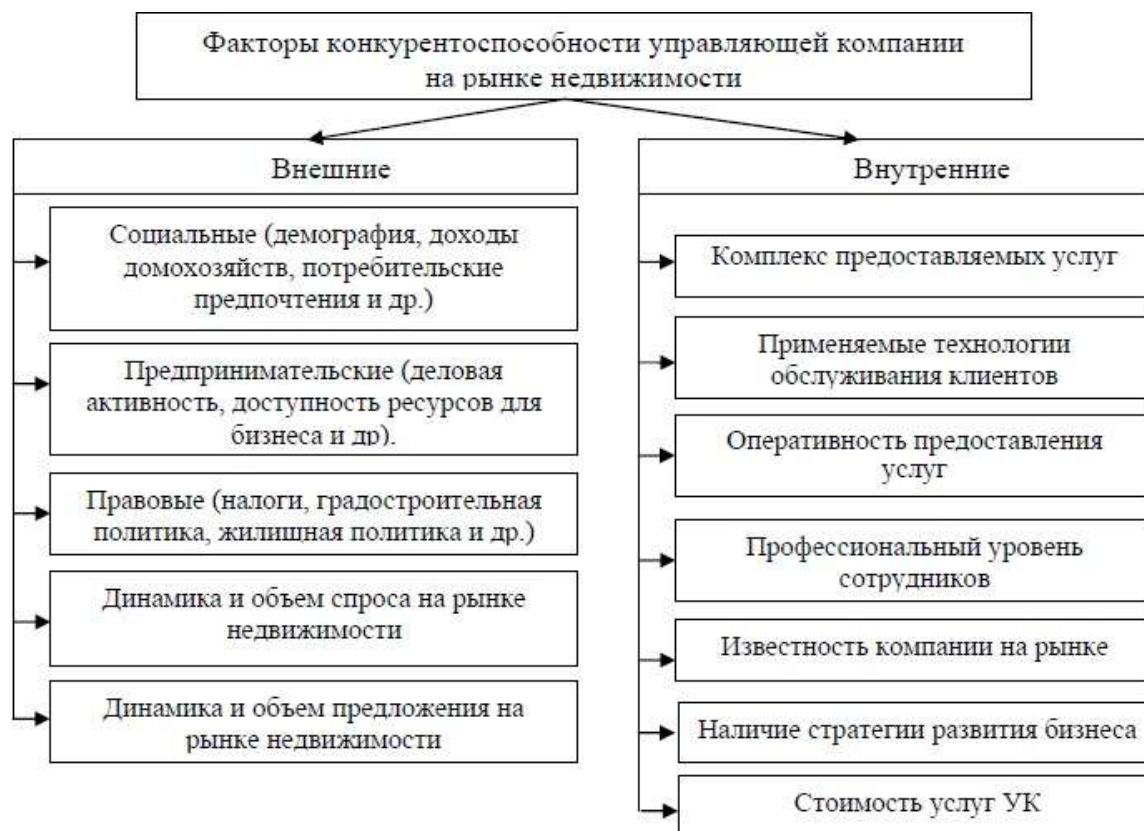 Факторы конкурентоспособности управляющей компании
на рынке недвижимости
Внешние
Социальные (демография, доходы
домохозяйств, потребительские
предпочтения и др.)
Предпринимательские (деловая
активность, доступность ресурсов для
бизнеса и др).
Правовые (налоги, градостроительная
политика, жилищная политика и др.)
Динамика и объем спроса на рынке
недвижимости
Динамика и объем предложения на
рынке недвижимости
Внутренние
Комплекс предоставляемых услуг
Применяемые технологии
обслуживания клиентов
Оперативность предоставления
услуг
Профессиональный уровень
сотрудников
Известность компании на рынке
Наличие стратегии развития бизнеса
Стоимость услуг УК